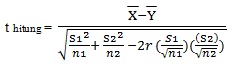 t hitung = X̅−Y̅ / √(S1²/n1 + S2²/n2 −2r (S1/√n1)((S2)/√n2))